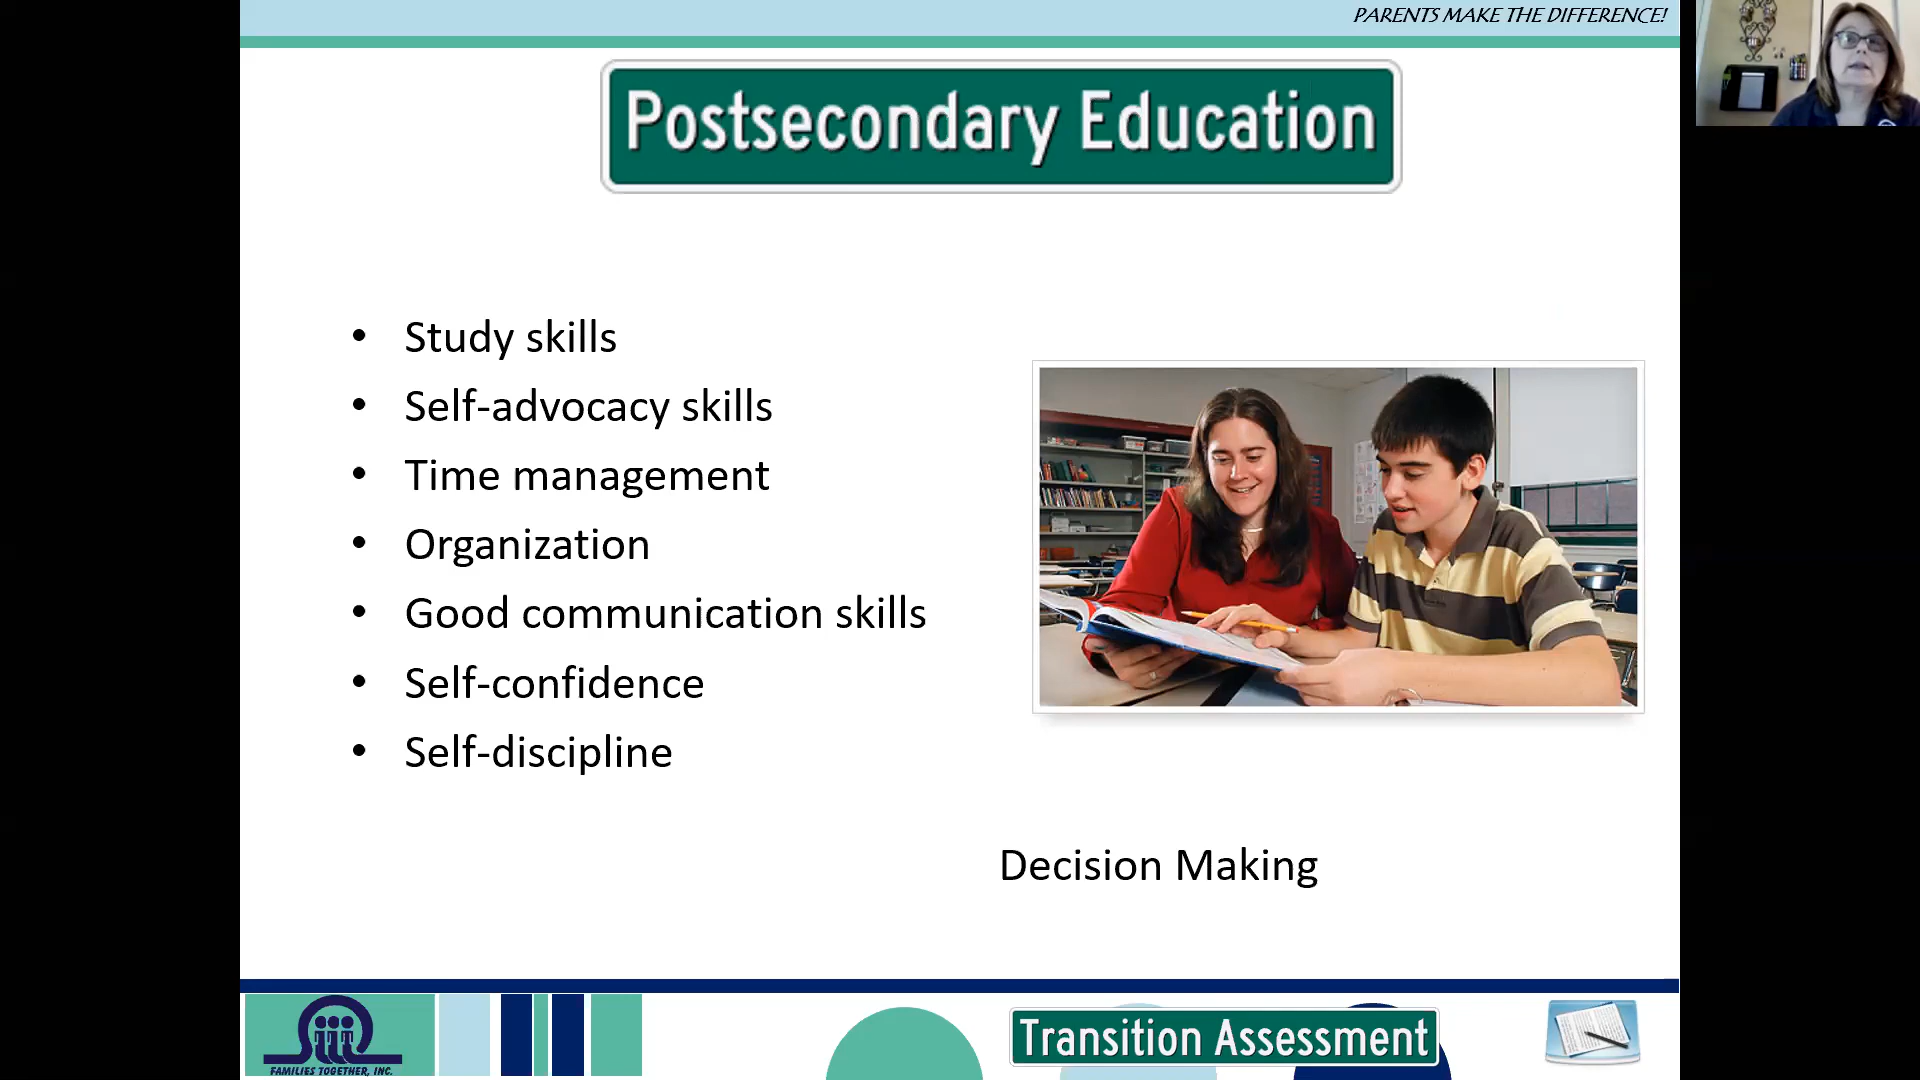 PARENTS MAKE THE DIFFERENCE!
Postsecondary Education
• Study skills
• Self-advocacy skills
• Time management
• Organization
• Good communication skills
• Self-confidence
• Self-discipline
Decision Making
FAMILIES TOGETHER, INC.
Transition Assessment